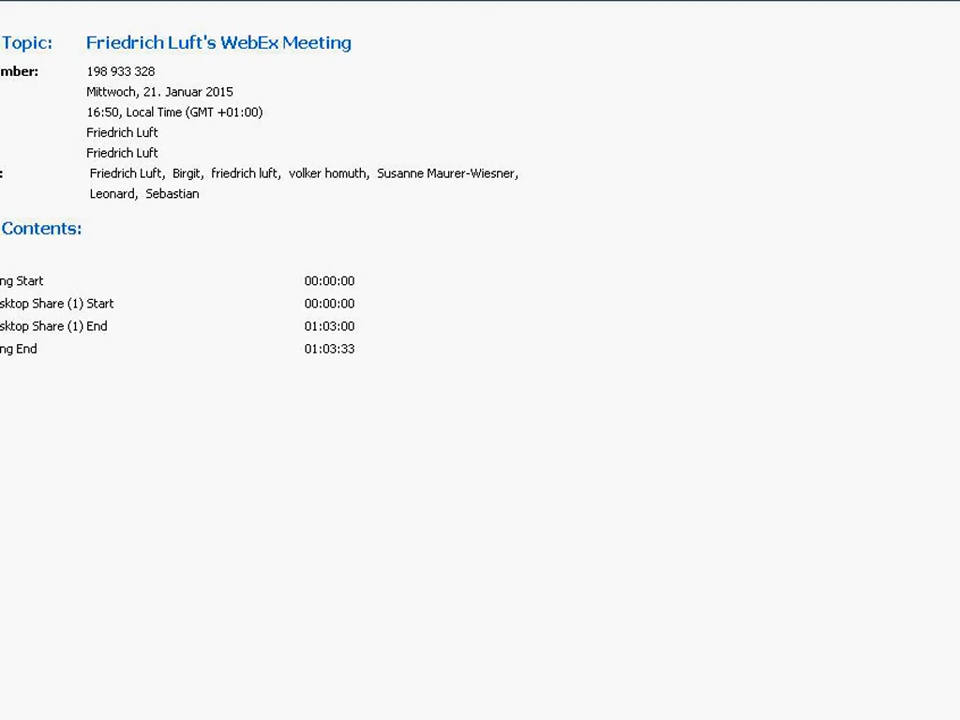 Topic: Friedrich Luft's WebEx Meeting
mber: 198 933 328
Mittwoch, 21. Januar 2015
16:50, Local Time (GMT +01:00)
Friedrich Luft
Friedrich Luft
: Friedrich Luft, Birgit, friedrich luft, volker homuth, Susanne Maurer-Wiesner,
Leonard, Sebastian
Contents:
ng Start 00:00:00
sktop Share (1) Start 00:00:00
sktop Share (1) End 01:03:00
ng End 01:03:33